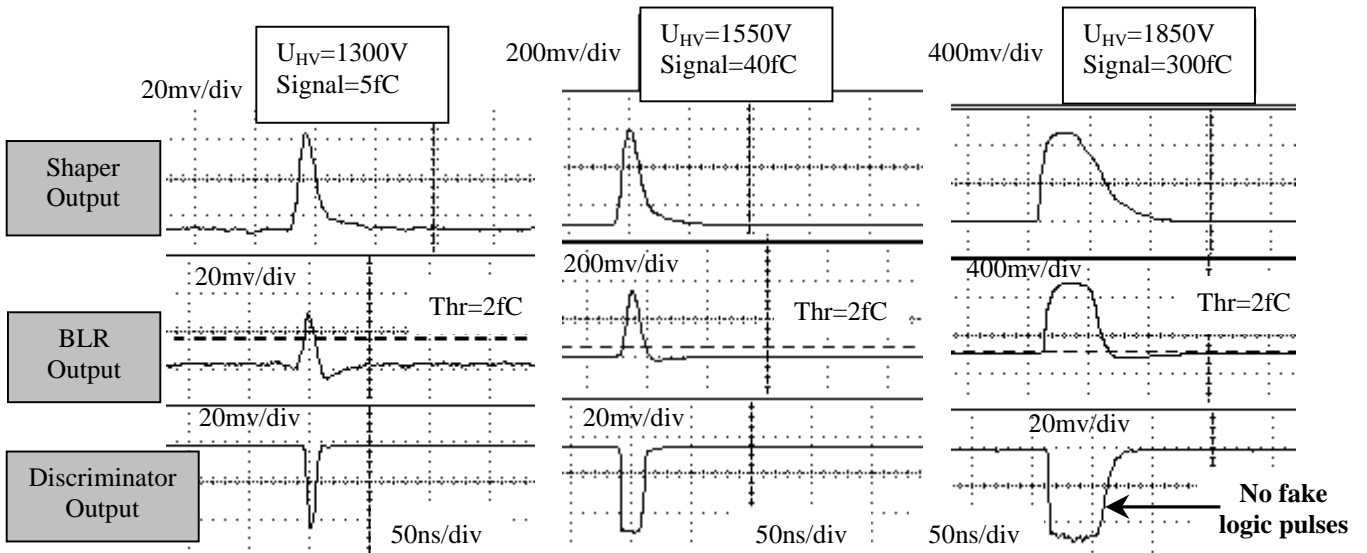 U_HV=1300V
Signal=5fC
20mv/div
200mv/div
U_HV=1550V
Signal=40fC
400mv/div
U_HV=1850V
Signal=300fC
Shaper
Output
20mv/div
Thr=2fC
200mv/div
Thr=2fC
400mv/div
Thr=2fC
BLR
Output
20mv/div
20mv/div
20mv/div
Discriminator
Output
50ns/div
50ns/div
50ns/div
No fake
logic pulses